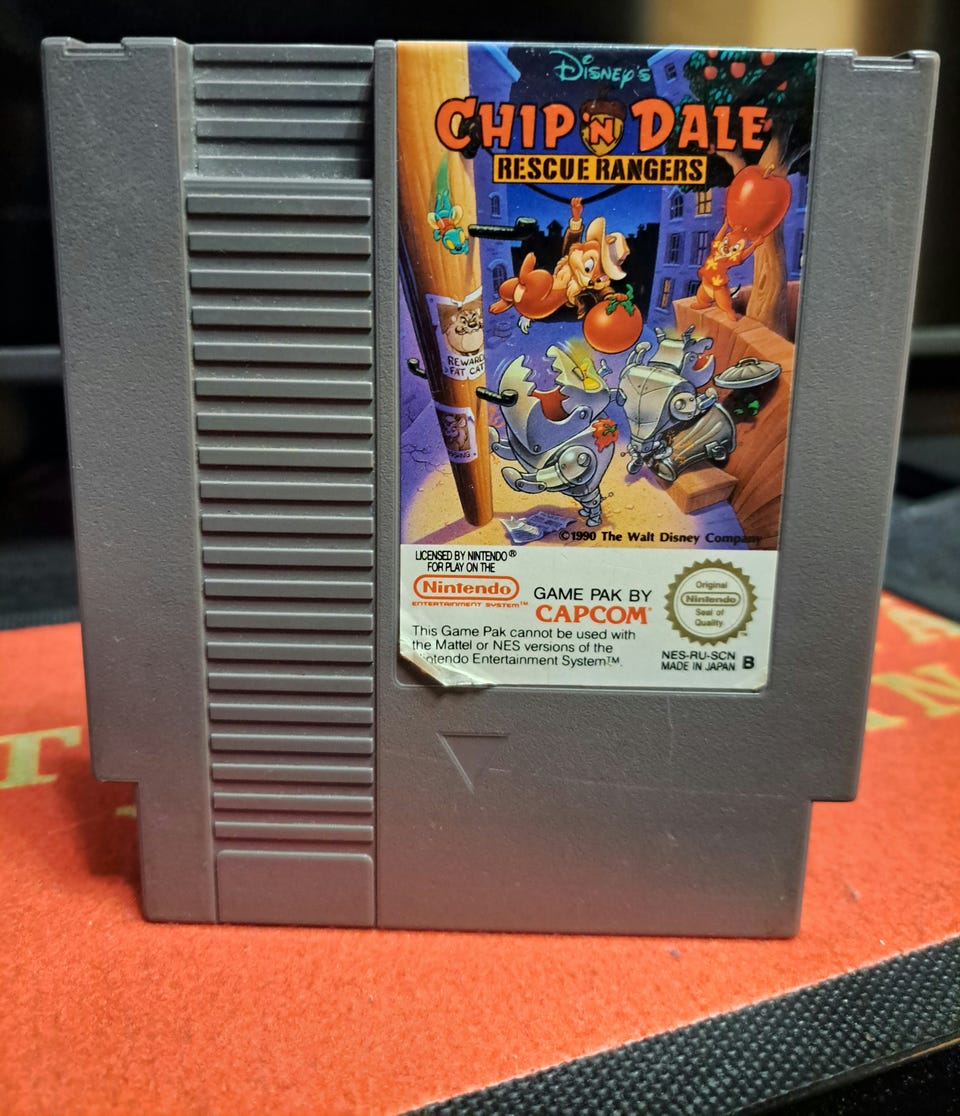 Disney's
CHIP 'N DALE
RESCUE RANGERS
REWARD
FAT CAT
©1990 The Walt Disney Company
LICENSED BY NINTENDO®
FOR PLAY ON THE
Nintendo
ENTERTAINMENT SYSTEM™
GAME PAK BY
CAPCOM®
Original
Nintendo
Seal of
Quality
™
This Game Pak cannot be used with
the Mattel or NES versions of the
Nintendo Entertainment System™.
NES-RU-SCN
MADE IN JAPAN B